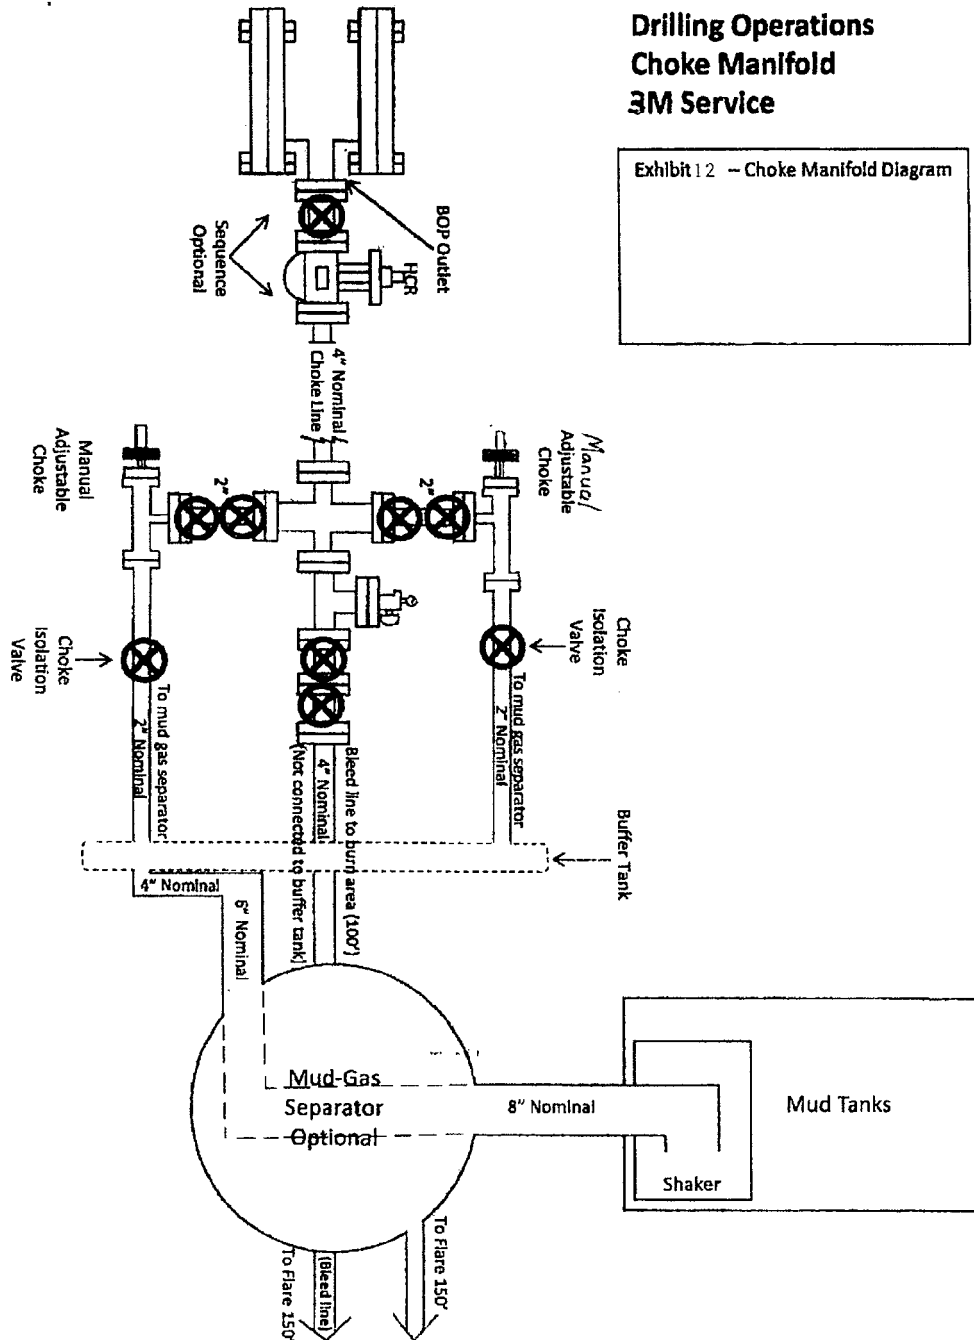 Drilling Operations
Choke Manifold
3M Service
Exhibit 12 – Choke Manifold Diagram
BOP Outlet
HCR
Sequence
Optional
4" Nominal
Choke Line
Manual
Adjustable
Choke
2"
2"
Manual
Adjustable
Choke
Choke
Isolation
Valve
Choke
Isolation
Valve
To mud gas separator
2" Nominal
Bleed line to burn area (100')
4" Nominal
(Not connected to buffer tank)
To mud gas separator
2" Nominal
Buffer Tank
4" Nominal
6" Nominal
Mud-Gas
Separator
Optional
8" Nominal
Mud Tanks
Shaker
To Flare 150'
(Bleed line)
To Flare 150'